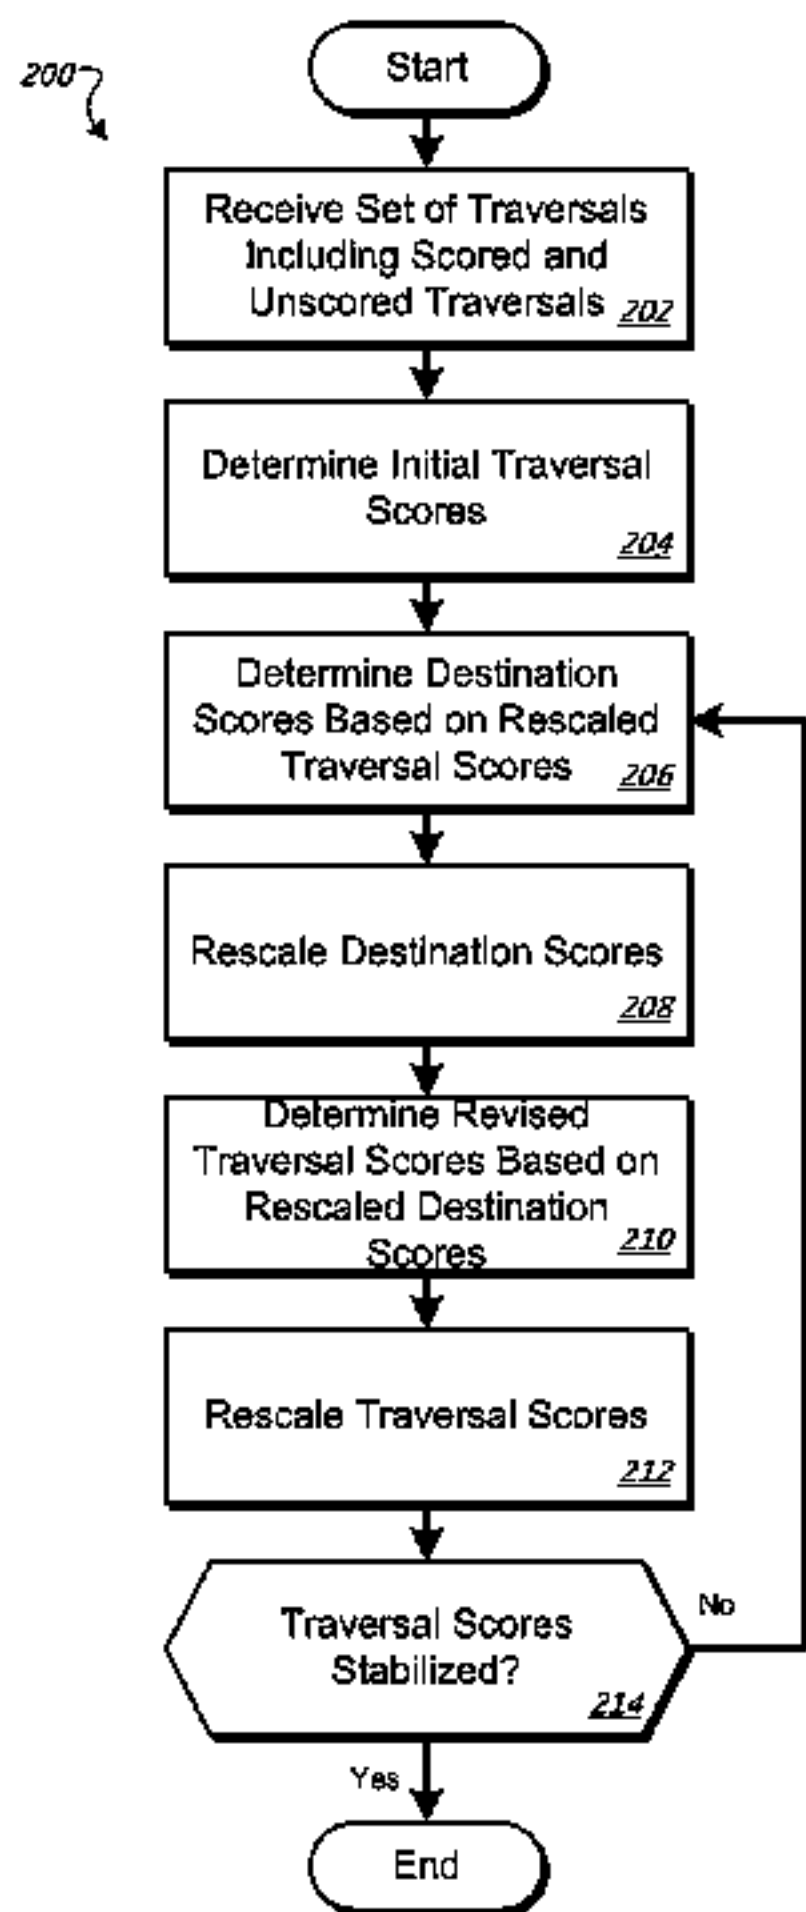 Start
200
Receive Set of Traversals
Including Scored and
Unscored Traversals
202
Determine Initial Traversal
Scores
204
Determine Destination
Scores Based on Rescaled
Traversal Scores
206
Rescale Destination Scores
208
Determine Revised
Traversal Scores Based on
Rescaled Destination
Scores
210
Rescale Traversal Scores
212
Traversal Scores
Stabilized?
214
No
Yes
End